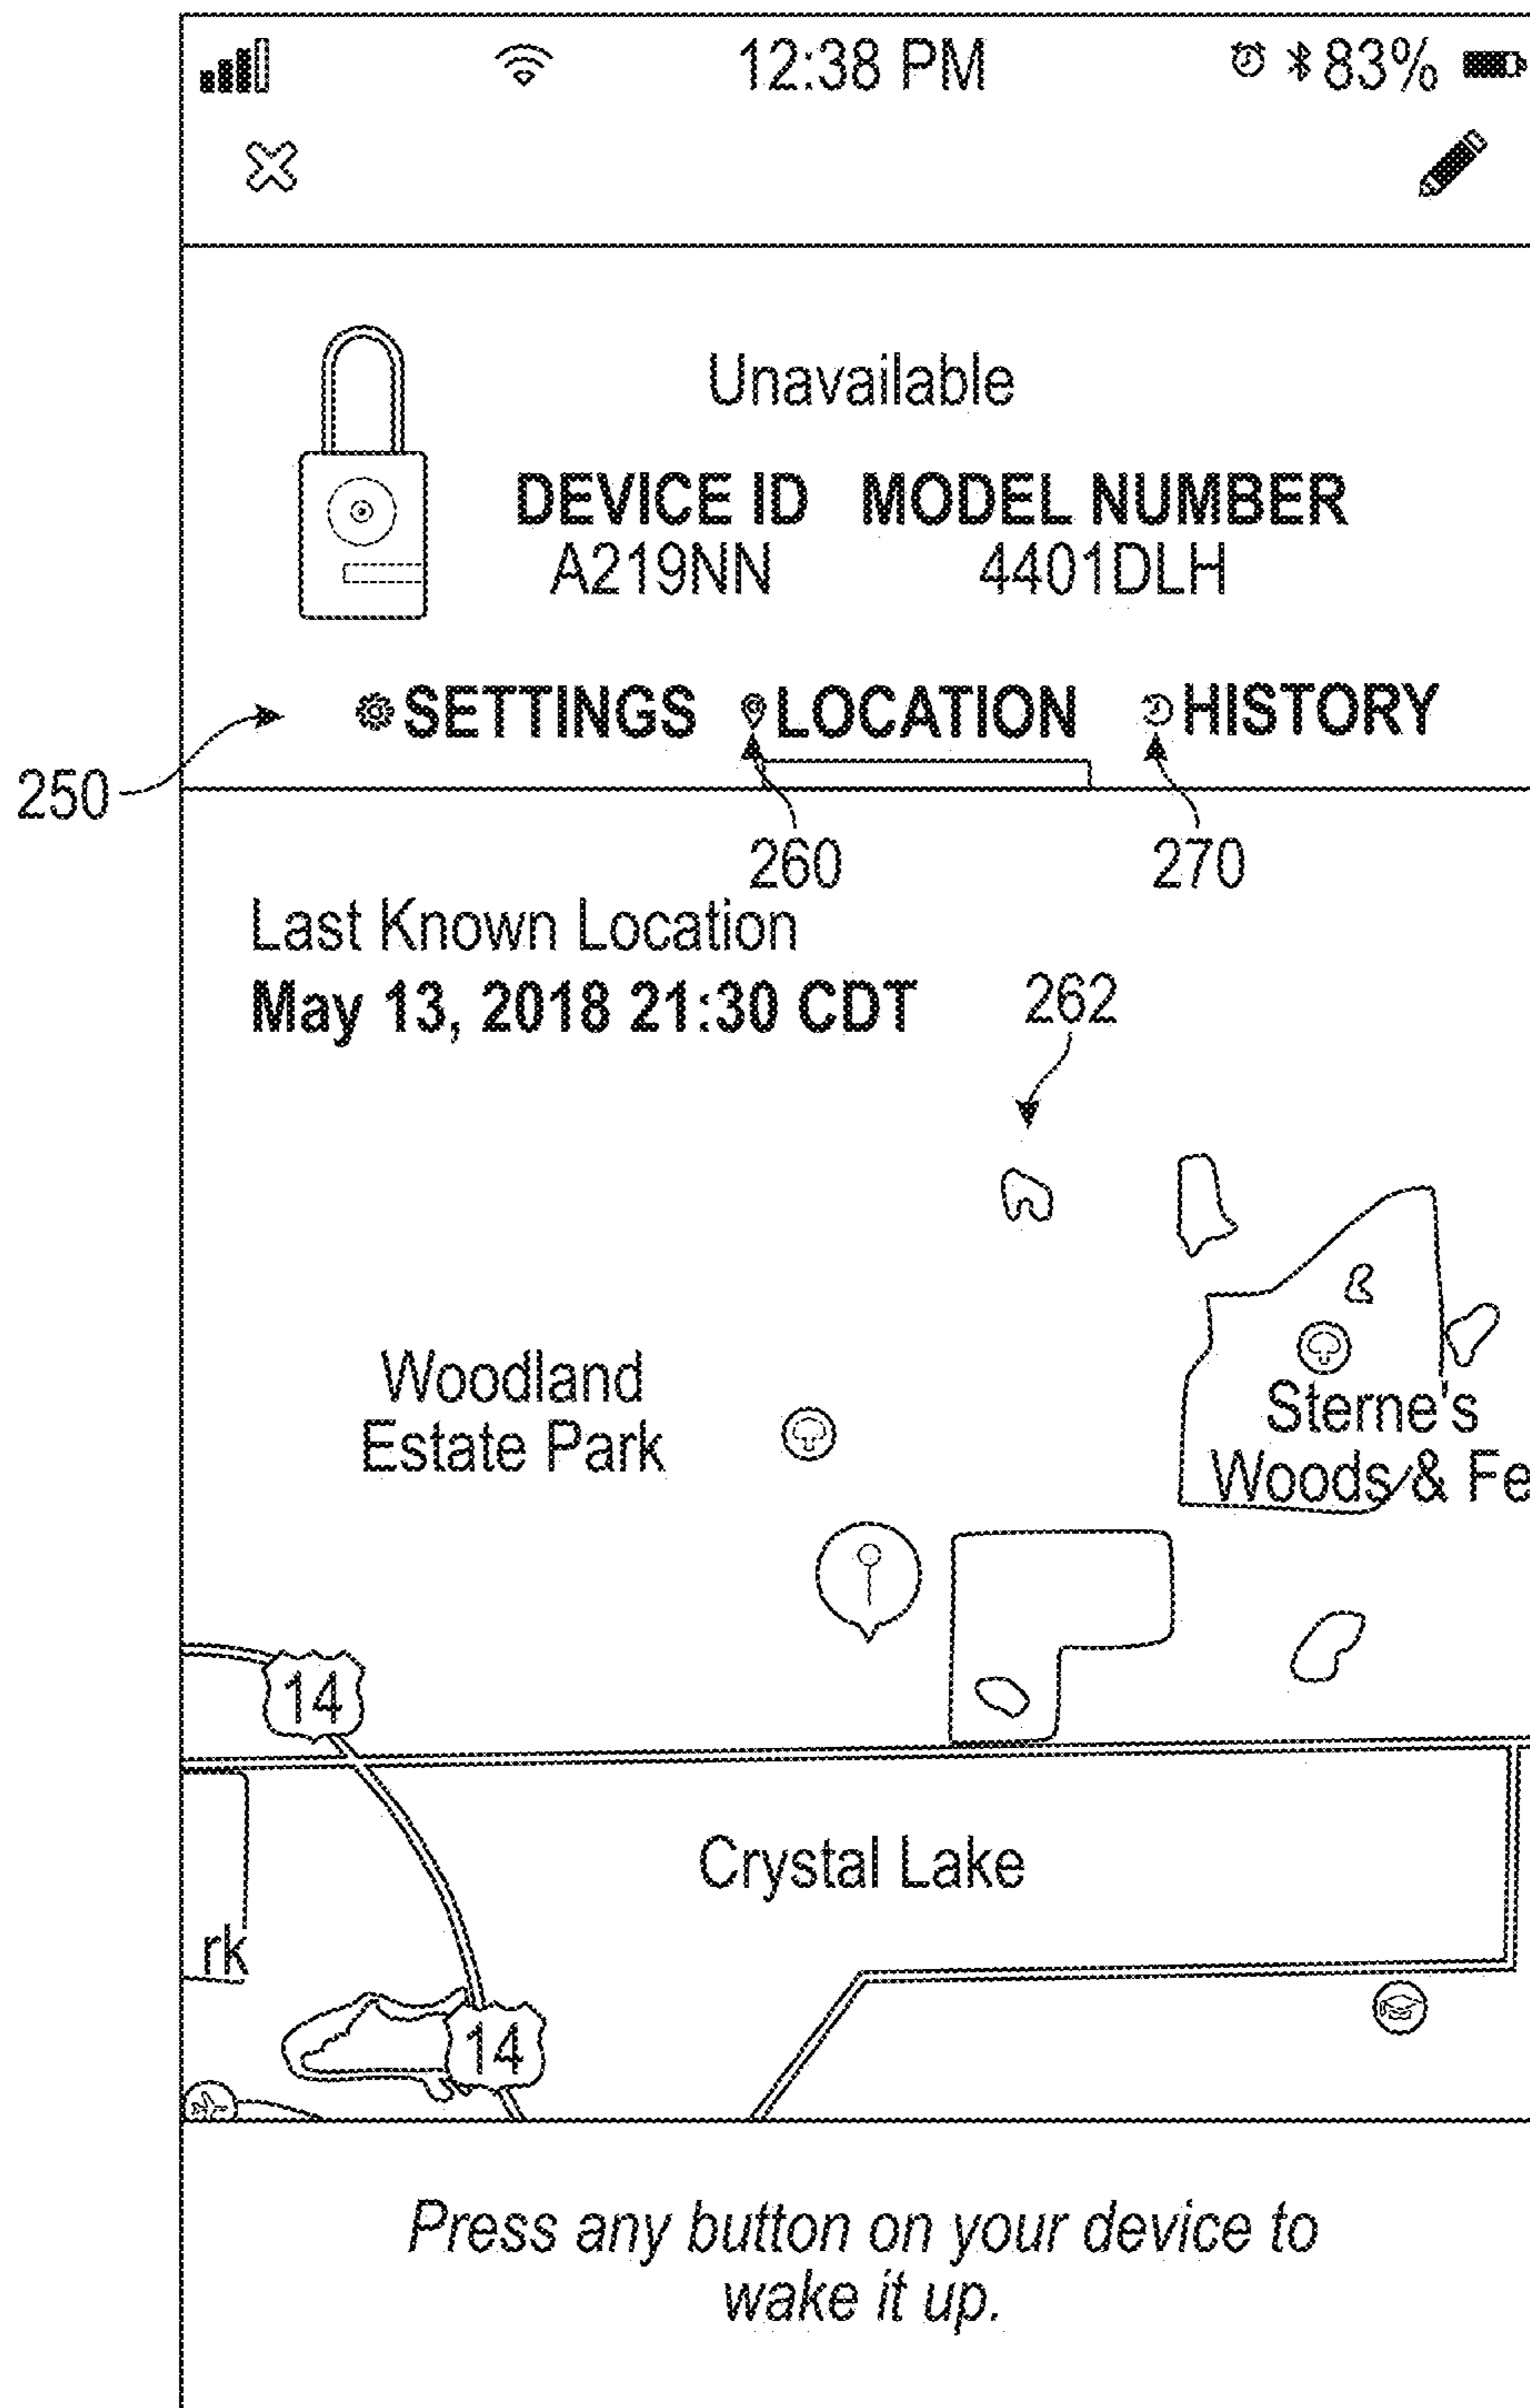 12:38 PM 83%
Unavailable
DEVICE ID MODEL NUMBER
A219NN 4401DLH
SETTINGS LOCATION HISTORY
250
260 270
Last Known Location
May 13, 2018 21:30 CDT
262
Woodland
Estate Park
Sterne's
Woods & Fe
14
Crystal Lake
rk
14
Press any button on your device to
wake it up.